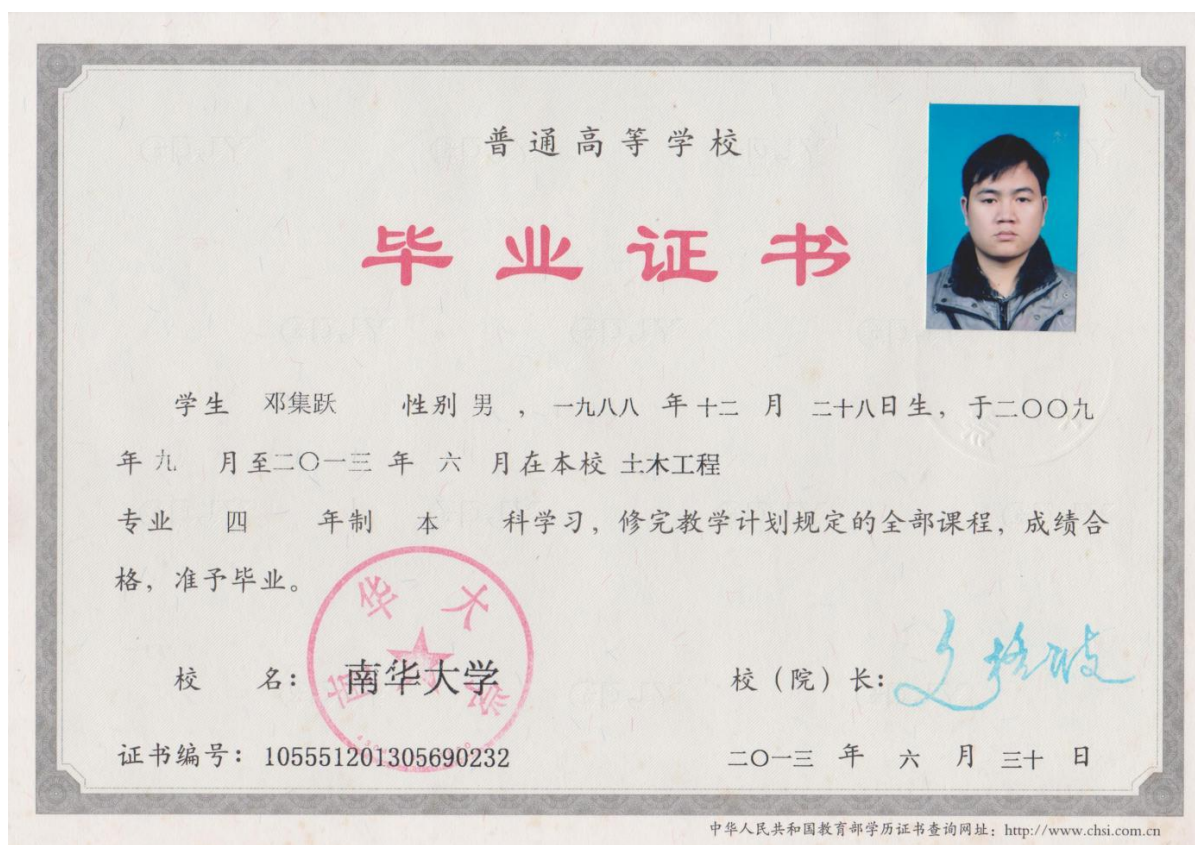 普通高等学校
毕业证书
学生 邓集跃 性别 男 ，一九八八 年 十二 月 二十八日生，于二〇〇九
年 九 月至二〇一三 年 六 月在本校 土木工程
专业 四 年制 本 科学习，修完教学计划规定的全部课程，成绩合
格，准予毕业。
南华大学
校 名：南华大学
校（院）长：
证书编号：105551201305690232
二〇一三 年 六 月 三十 日
中华人民共和国教育部学历证书查询网址：http://www.chsi.com.cn